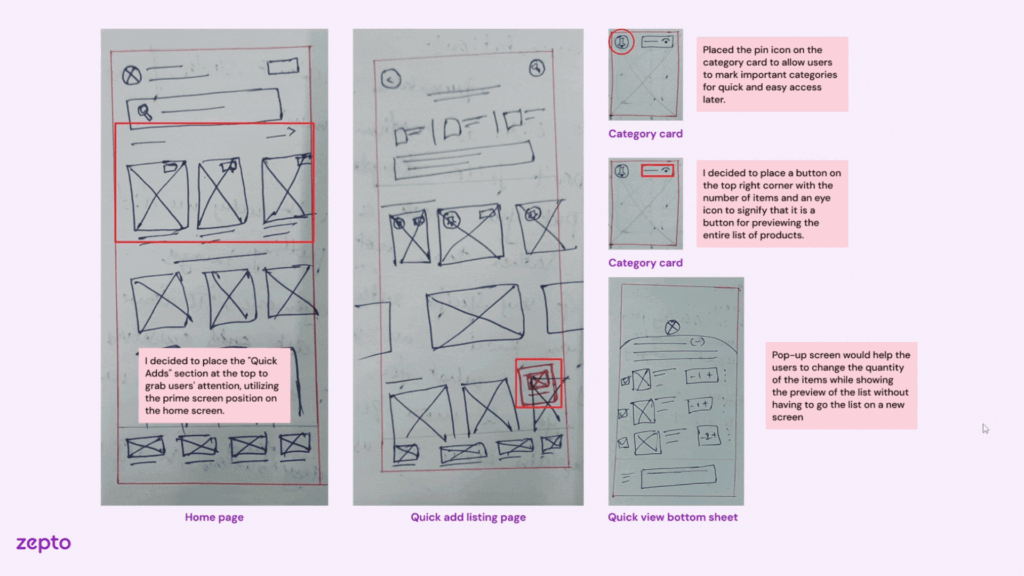 Placed the pin icon on the
category card to allow users
to mark important categories
for quick and easy access
later.
Category card
I decided to place a button on
the top right corner with the
number of items and an eye
icon to signify that it is a
button for previewing the
entire list of products.
Category card
I decided to place the "Quick
Adds" section at the top to
grab users' attention, utilizing
the prime screen position on
the home screen.
Pop-up screen would help the
users to change the quantity
of the items while showing
the preview of the list without
having to go the list on a new
screen
Home page
Quick add listing page
Quick view bottom sheet
zepto